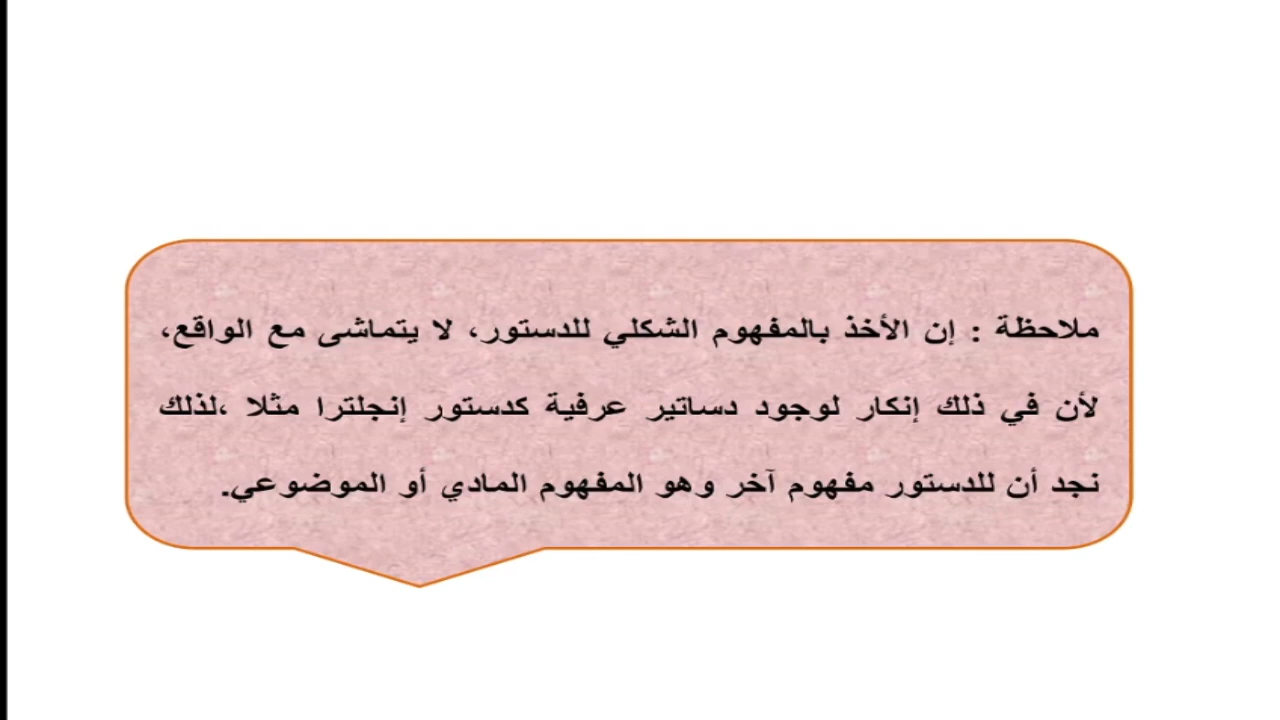 ملاحظة : إن الأخذ بالمفهوم الشكلي للدستور، لا يتماشى مع الواقع،
لأن في ذلك إنكار لوجود دساتير عرفية كدستور إنجلترا مثلا ،لذلك
نجد أن للدستور مفهوم آخر وهو المفهوم المادي أو الموضوعي.